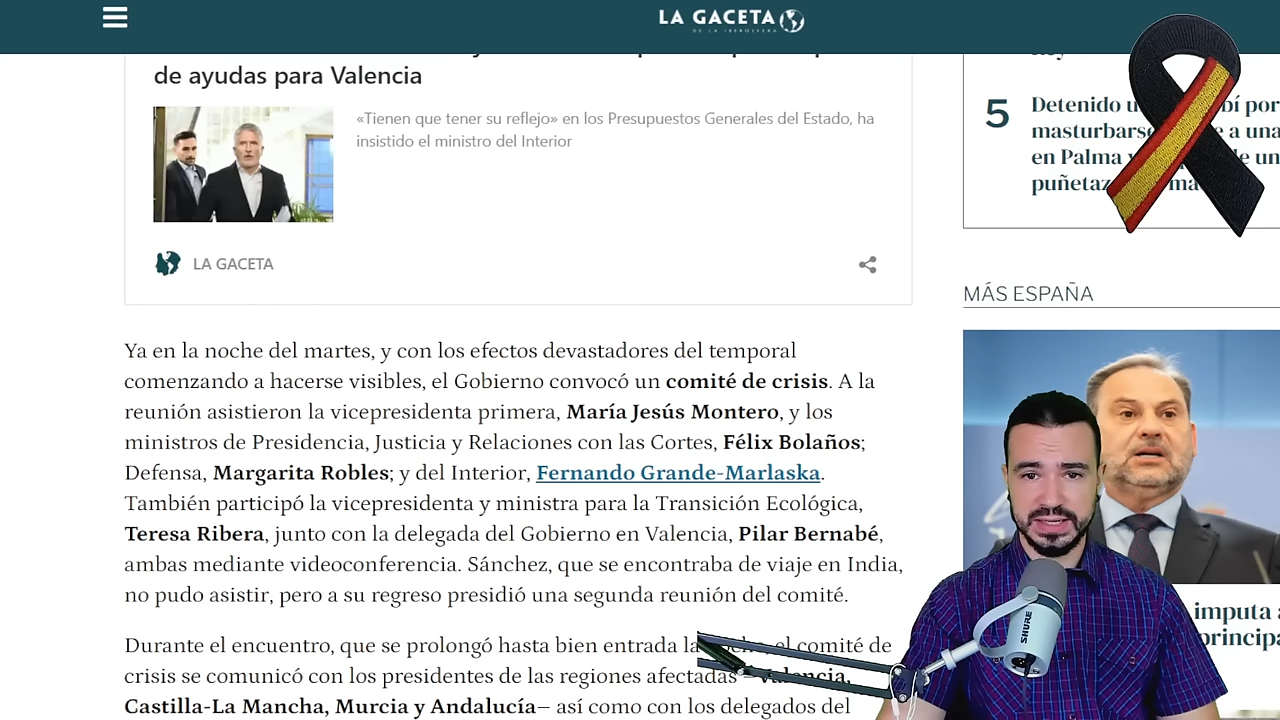 LA GACETA
DE LA IBEROSFERA
de ayudas para Valencia
«Tienen que tener su reflejo» en los Presupuestos Generales del Estado, ha
insistido el ministro del Interior
LA GACETA
Ya en la noche del martes, y con los efectos devastadores del temporal
comenzando a hacerse visibles, el Gobierno convocó un comité de crisis. A la
reunión asistieron la vicepresidenta primera, María Jesús Montero, y los
ministros de Presidencia, Justicia y Relaciones con las Cortes, Félix Bolaños;
Defensa, Margarita Robles; y del Interior, Fernando Grande-Marlaska.
También participó la vicepresidenta y ministra para la Transición Ecológica,
Teresa Ribera, junto con la delegada del Gobierno en Valencia, Pilar Bernabé,
ambas mediante videoconferencia. Sánchez, que se encontraba de viaje en India,
no pudo asistir, pero a su regreso presidió una segunda reunión del comité.
Durante el encuentro, que se prolongó hasta bien entrada la noche, el comité de
crisis se comunicó con los presidentes de las regiones afectadas –Valencia,
Castilla-La Mancha, Murcia y Andalucía– así como con los delegados del
5
Detenido por
masturbarse a una
en Palma
MÁS ESPAÑA
imputa
SHURE